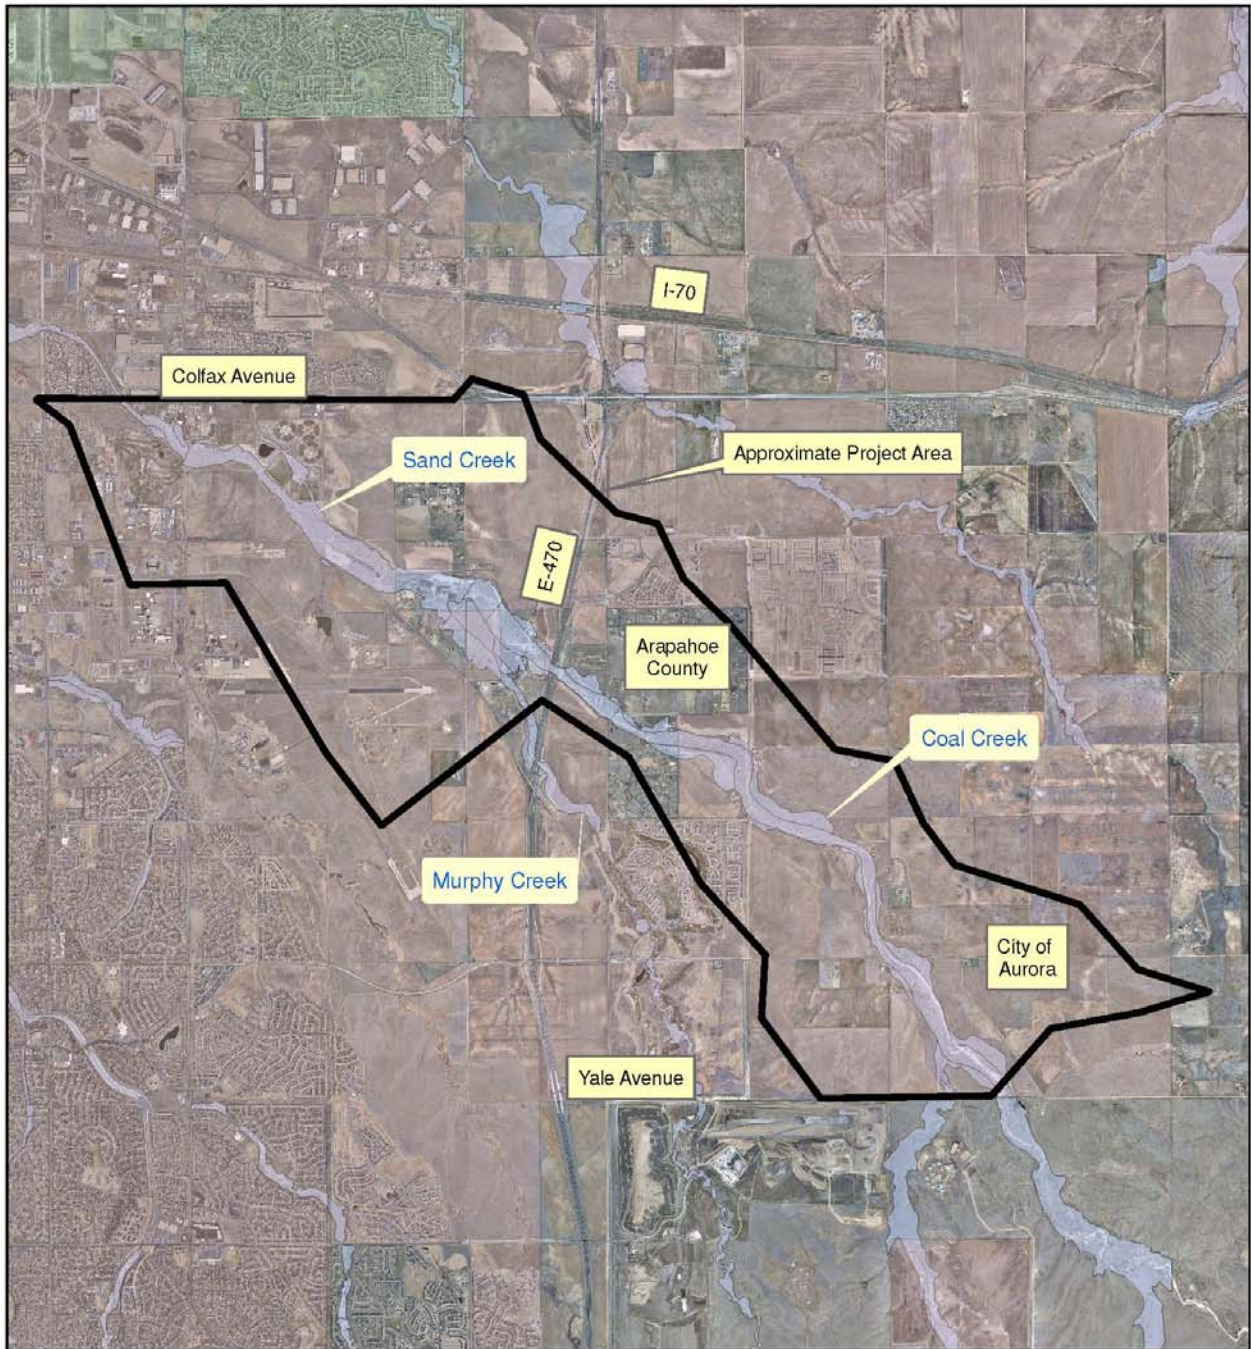 I-70
Colfax Avenue
Sand Creek
Approximate Project Area
E-470
Arapahoe
County
Coal Creek
Murphy Creek
City of
Aurora
Yale Avenue